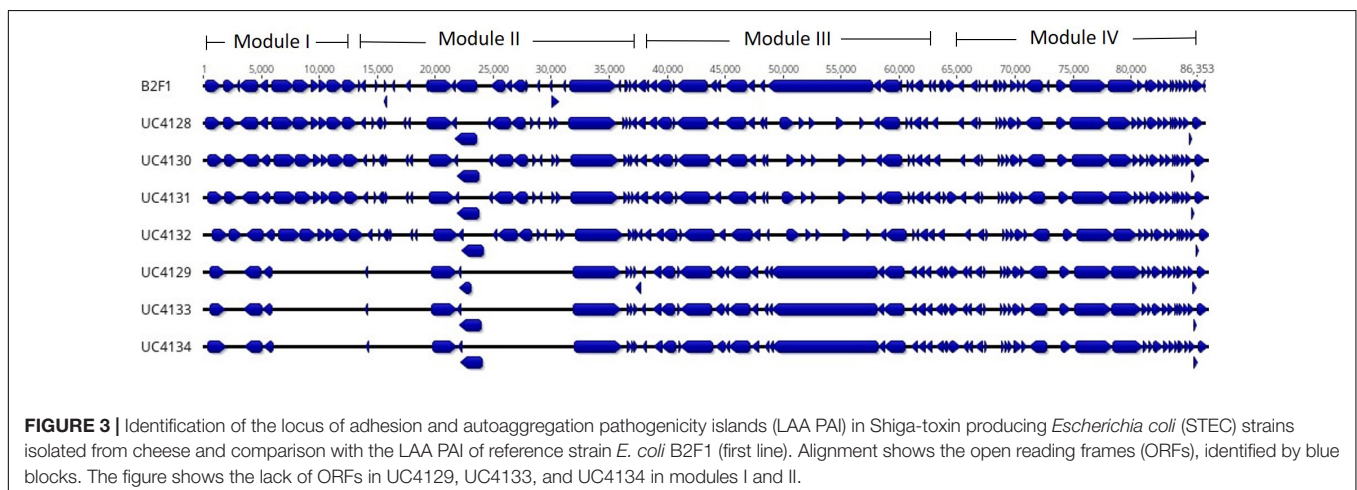 Module I Module II Module III Module IV
1 5,000 10,000 15,000 20,000 25,000 30,000 35,000 40,000 45,000 50,000 55,000 60,000 65,000 70,000 75,000 80,000 86,353
B2F1
UC4128
UC4130
UC4131
UC4132
UC4129
UC4133
UC4134
FIGURE 3 | Identification of the locus of adhesion and autoaggregation pathogenicity islands (LAA PAI) in Shiga-toxin producing Escherichia coli (STEC) strains
isolated from cheese and comparison with the LAA PAI of reference strain E. coli B2F1 (first line). Alignment shows the open reading frames (ORFs), identified by blue
blocks. The figure shows the lack of ORFs in UC4129, UC4133, and UC4134 in modules I and II.